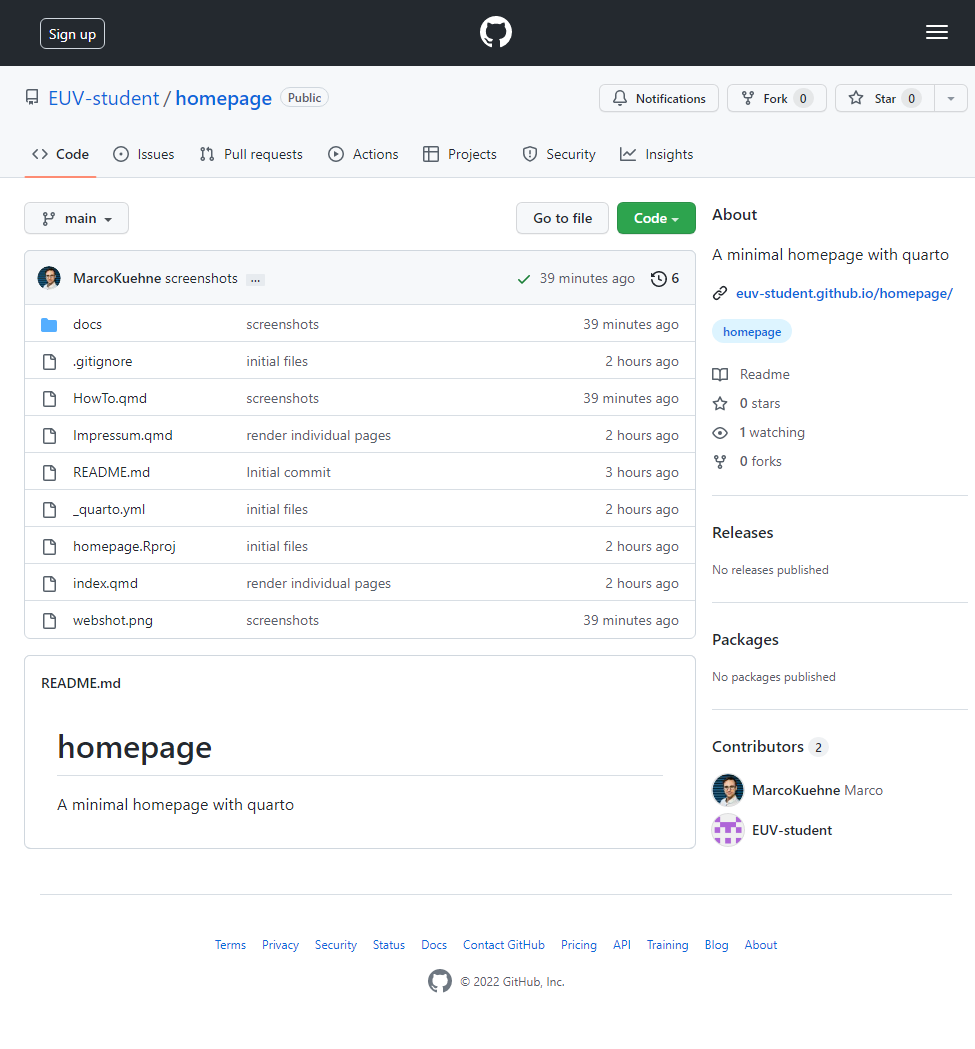 Sign up
EUV-student / homepage Public Notifications Fork 0 Star 0
Code Issues Pull requests Actions Projects Security Insights
main Go to file Code
MarcoKuehne screenshots ... 39 minutes ago 6
docs screenshots 39 minutes ago
.gitignore initial files 2 hours ago
HowTo.qmd screenshots 39 minutes ago
Impressum.qmd render individual pages 2 hours ago
README.md Initial commit 3 hours ago
_quarto.yml initial files 2 hours ago
homepage.Rproj initial files 2 hours ago
index.qmd render individual pages 2 hours ago
webshot.png screenshots 39 minutes ago
README.md
homepage
A minimal homepage with quarto
About
A minimal homepage with quarto
euv-student.github.io/homepage/
homepage
Readme
0 stars
1 watching
0 forks
Releases
No releases published
Packages
No packages published
Contributors 2
MarcoKuehne Marco
EUV-student
Terms Privacy Security Status Docs Contact GitHub Pricing API Training Blog About
© 2022 GitHub, Inc.